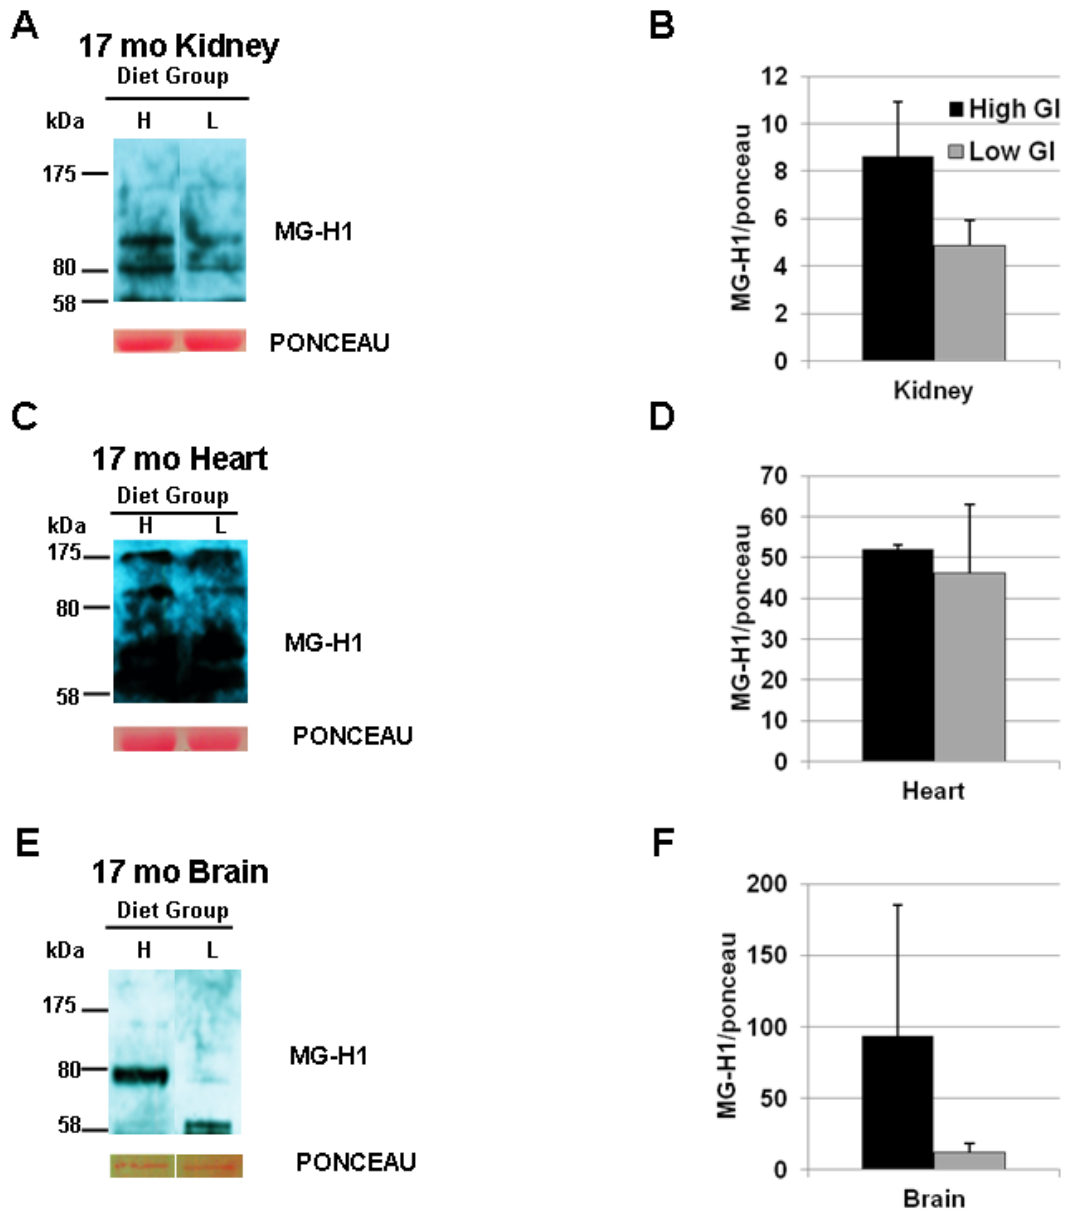 A
17 mo Kidney
Diet Group
kDa H L
175
80
58
MG-H1
PONCEAU
B
12
10
8
6
4
2
0
MG-H1/ponceau
High GI
Low GI
Kidney
C
17 mo Heart
Diet Group
kDa H L
175
80
58
MG-H1
PONCEAU
D
70
60
50
40
30
20
10
0
MG-H1/ponceau
Heart
E
17 mo Brain
Diet Group
kDa H L
175
80
58
MG-H1
PONCEAU
F
200
150
100
50
0
MG-H1/ponceau
Brain